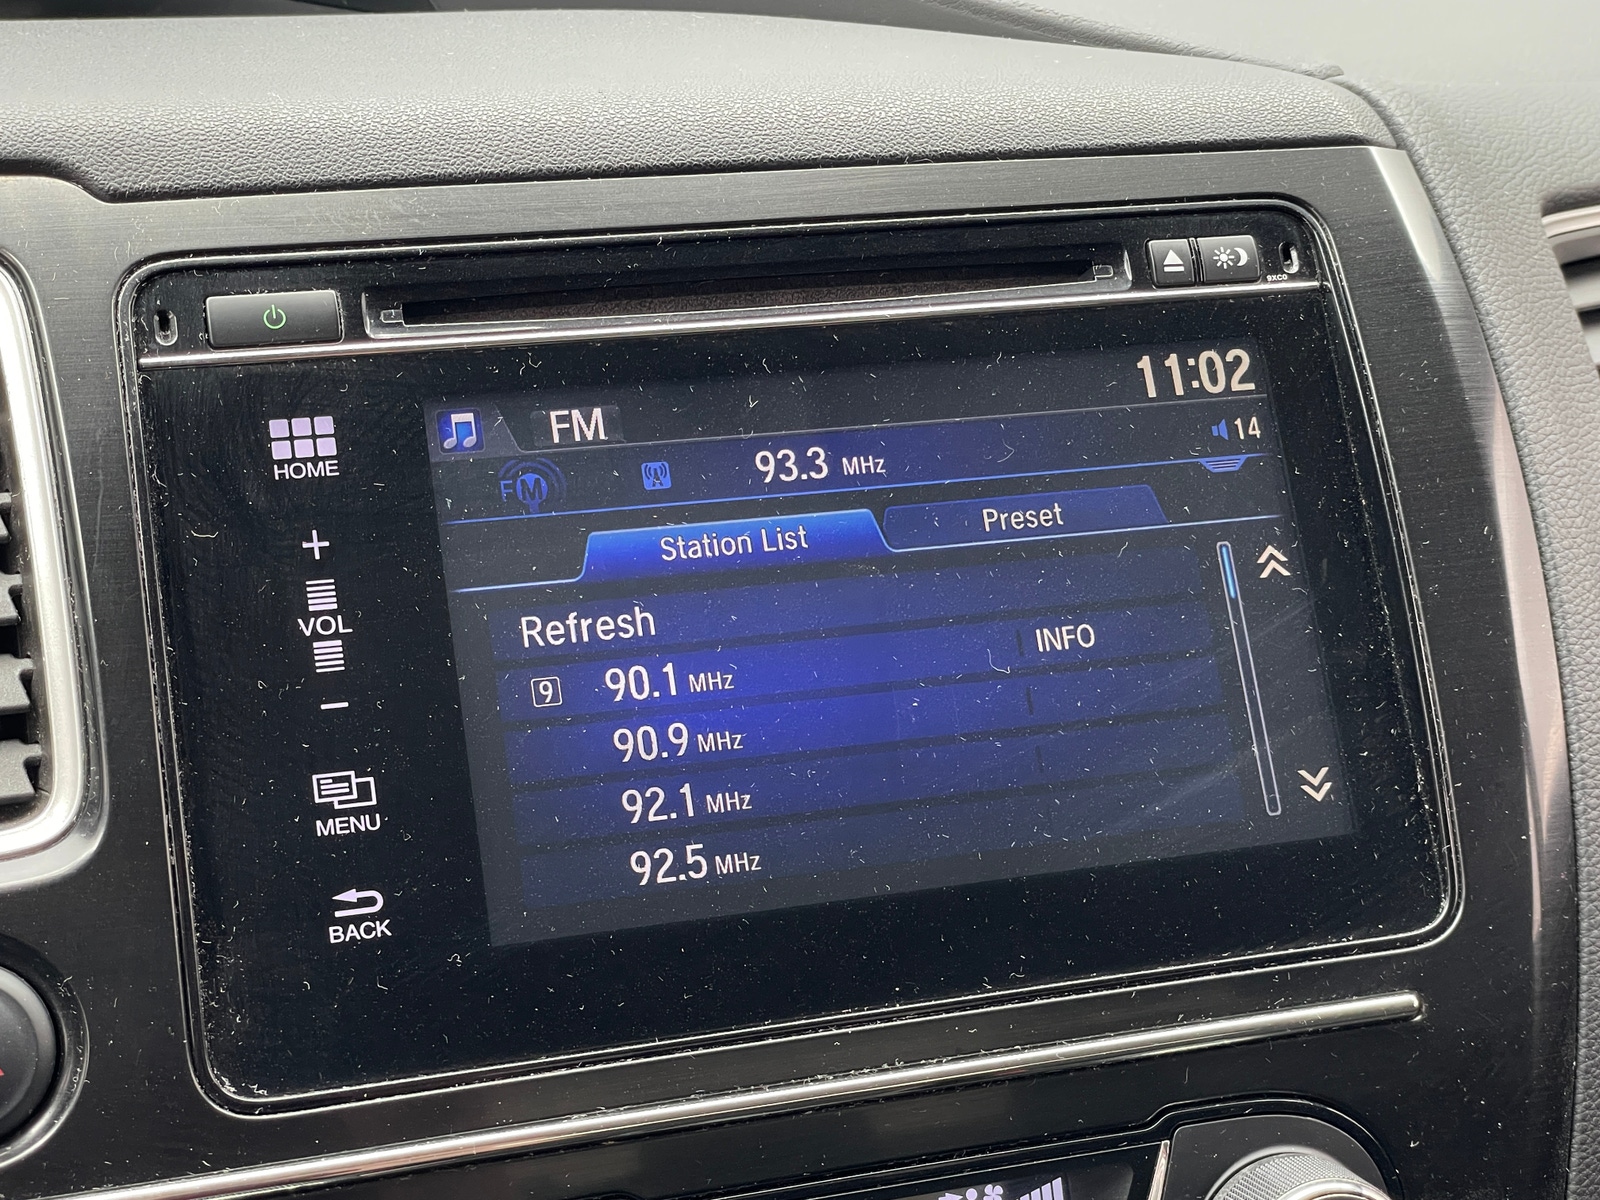 9XC0
11:02
FM
14
FM
93.3 MHz
Station List
Preset
Refresh
INFO
9 90.1 MHz
90.9 MHz
92.1 MHz
92.5 MHz
HOME
+
VOL
−
MENU
BACK